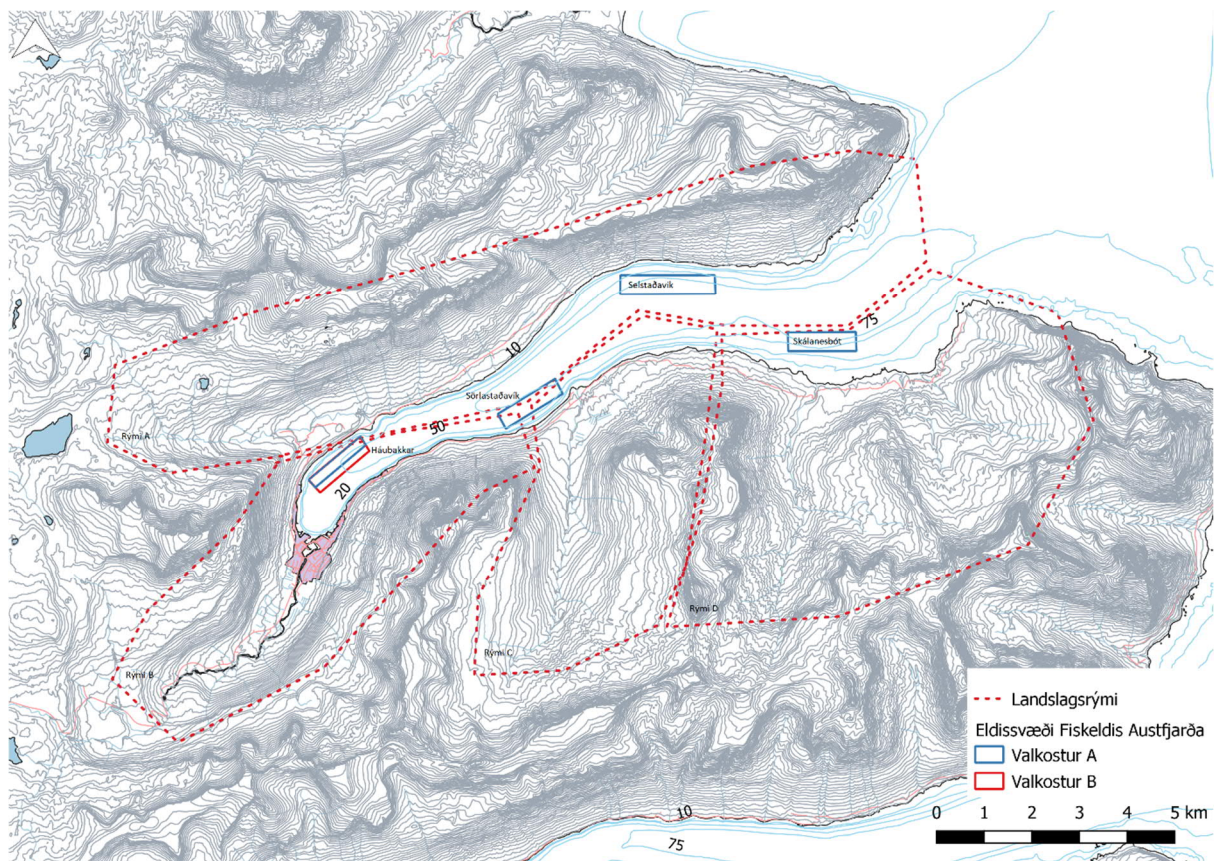 Selstaðavík
75
Skálanesbót
10
Sörlastaðavík
50
Rými A
Háubakkar
20
Rými D
Rými C
Rými B
Landslagsrými
Eldissvæði Fiskeldis Austfjarða
Valkostur A
Valkostur B
10
0 1 2 3 4 5 km
75